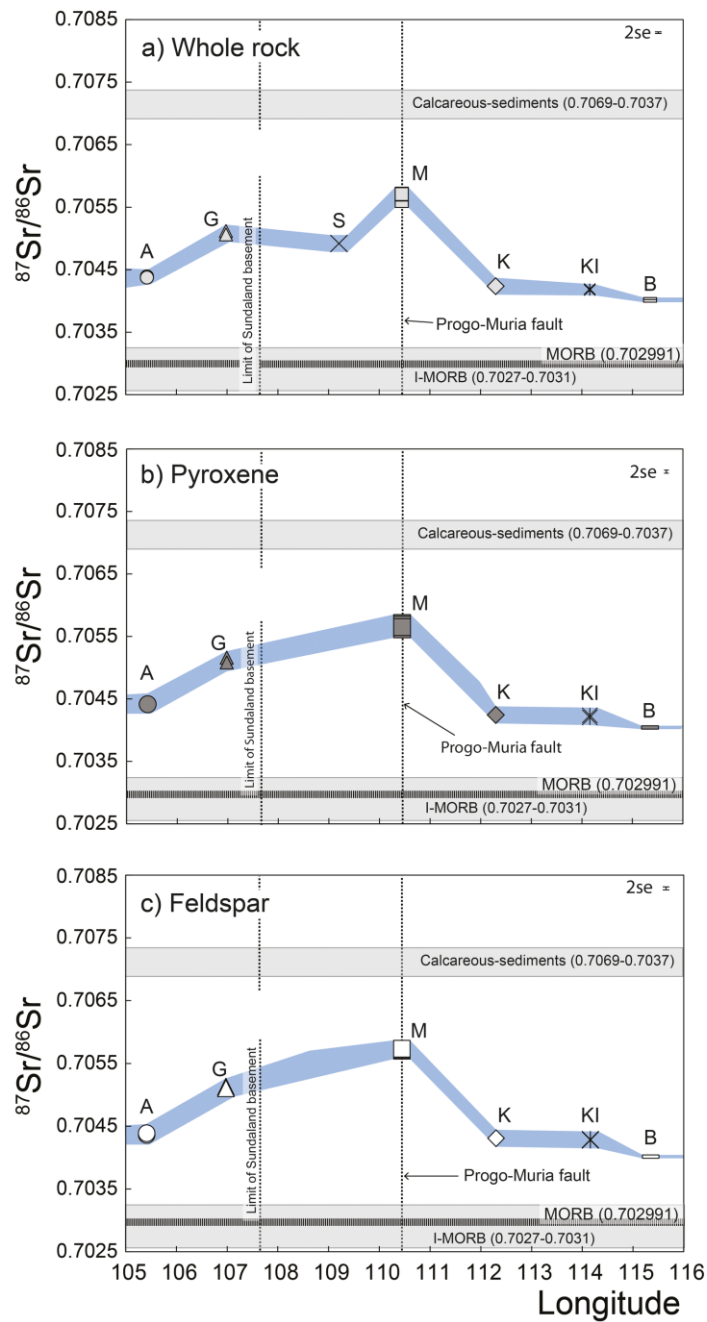 0.7085
a) Whole rock
2se
0.7075
Calcareous-sediments (0.7069-0.7037)
0.7065
M
87Sr/86Sr
0.7055
G
S
A
K
KI
B
0.7045
Limit of Sundaland basement
0.7035
Progo-Muria fault
MORB (0.702991)
I-MORB (0.7027-0.7031)
0.7025
0.7085
b) Pyroxene
2se
0.7075
Calcareous-sediments (0.7069-0.7037)
0.7065
M
87Sr/86Sr
0.7055
G
A
K
KI
B
0.7045
Limit of Sundaland basement
Progo-Muria fault
0.7035
MORB (0.702991)
I-MORB (0.7027-0.7031)
0.7025
0.7085
c) Feldspar
2se
0.7075
Calcareous-sediments (0.7069-0.7037)
0.7065
M
87Sr/86Sr
0.7055
G
A
K
KI
B
0.7045
Limit of Sundaland basement
Progo-Muria fault
0.7035
MORB (0.702991)
I-MORB (0.7027-0.7031)
0.7025
105 106 107 108 109 110 111 112 113 114 115 116
Longitude